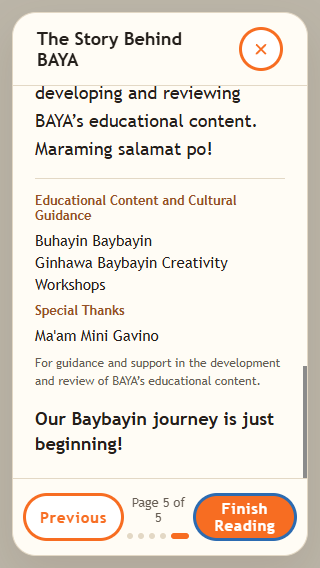 The Story Behind
BAYA
developing and reviewing
BAYA’s educational content.
Maraming salamat po!
Educational Content and Cultural
Guidance
Buhayin Baybayin
Ginhawa Baybayin Creativity
Workshops
Special Thanks
Ma'am Mini Gavino
For guidance and support in the development
and review of BAYA’s educational content.
Our Baybayin journey is just
beginning!
Previous
Page 5 of
5
Finish
Reading